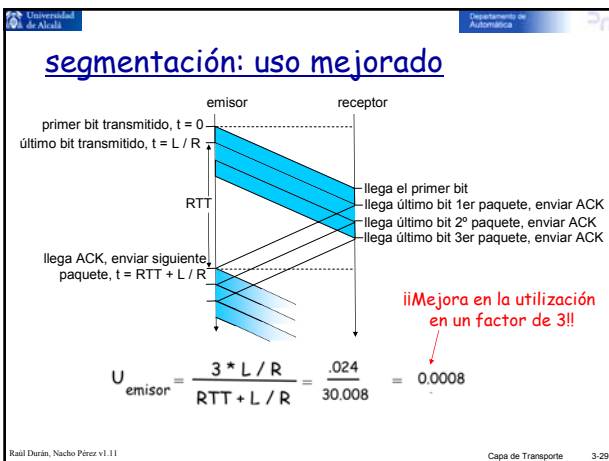 Universidad
de Alcalá
Departamento de
Automática
segmentación: uso mejorado
emisor
receptor
primer bit transmitido, t = 0
último bit transmitido, t = L / R
RTT
llega el primer bit
llega último bit 1er paquete, enviar ACK
llega último bit 2º paquete, enviar ACK
llega último bit 3er paquete, enviar ACK
llega ACK, enviar siguiente
paquete, t = RTT + L / R
¡¡Mejora en la utilización
en un factor de 3!!
U emisor = 3 * L / R / RTT + L / R = .024 / 30.008 = 0.0008
Raúl Durán, Nacho Pérez v1.11
Capa de Transporte 3-29